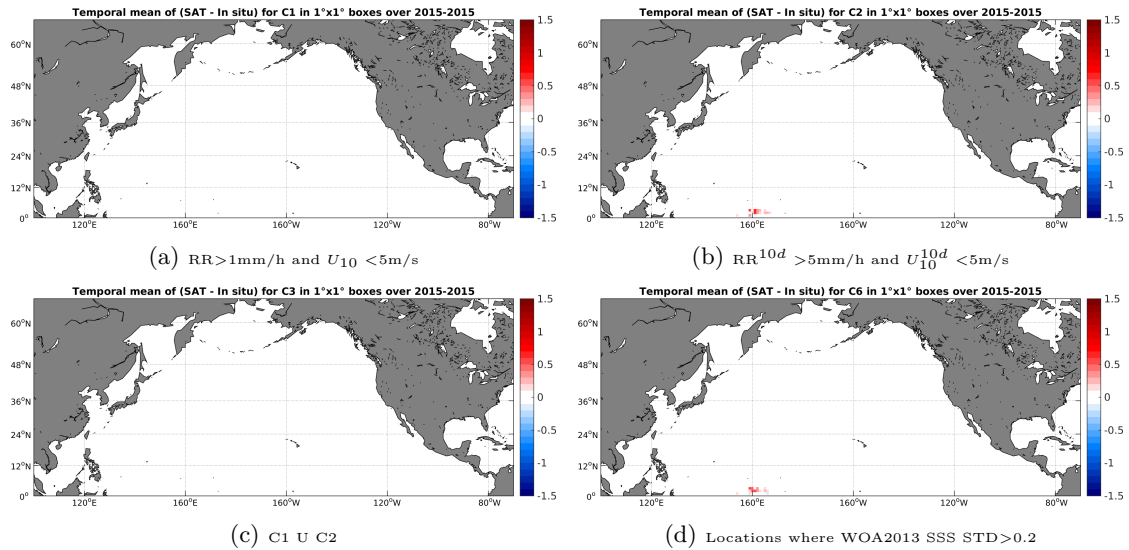 Temporal mean of (SAT - In situ) for C1 in 1°x1° boxes over 2015-2015
60°N
48°N
36°N
24°N
12°N
0°
120°E
160°E
160°W
120°W
80°W
1.5
1
0.5
0
-0.5
-1
-1.5
(a) RR>1mm/h and U10 <5m/s
Temporal mean of (SAT - In situ) for C2 in 1°x1° boxes over 2015-2015
60°N
48°N
36°N
24°N
12°N
0°
120°E
160°E
160°W
120°W
80°W
1.5
1
0.5
0
-0.5
-1
-1.5
(b) RR^10d >5mm/h and U10^10d <5m/s
Temporal mean of (SAT - In situ) for C3 in 1°x1° boxes over 2015-2015
60°N
48°N
36°N
24°N
12°N
0°
120°E
160°E
160°W
120°W
80°W
1.5
1
0.5
0
-0.5
-1
-1.5
(c) C1 U C2
Temporal mean of (SAT - In situ) for C6 in 1°x1° boxes over 2015-2015
60°N
48°N
36°N
24°N
12°N
0°
120°E
160°E
160°W
120°W
80°W
1.5
1
0.5
0
-0.5
-1
-1.5
(d) Locations where WOA2013 SSS STD>0.2